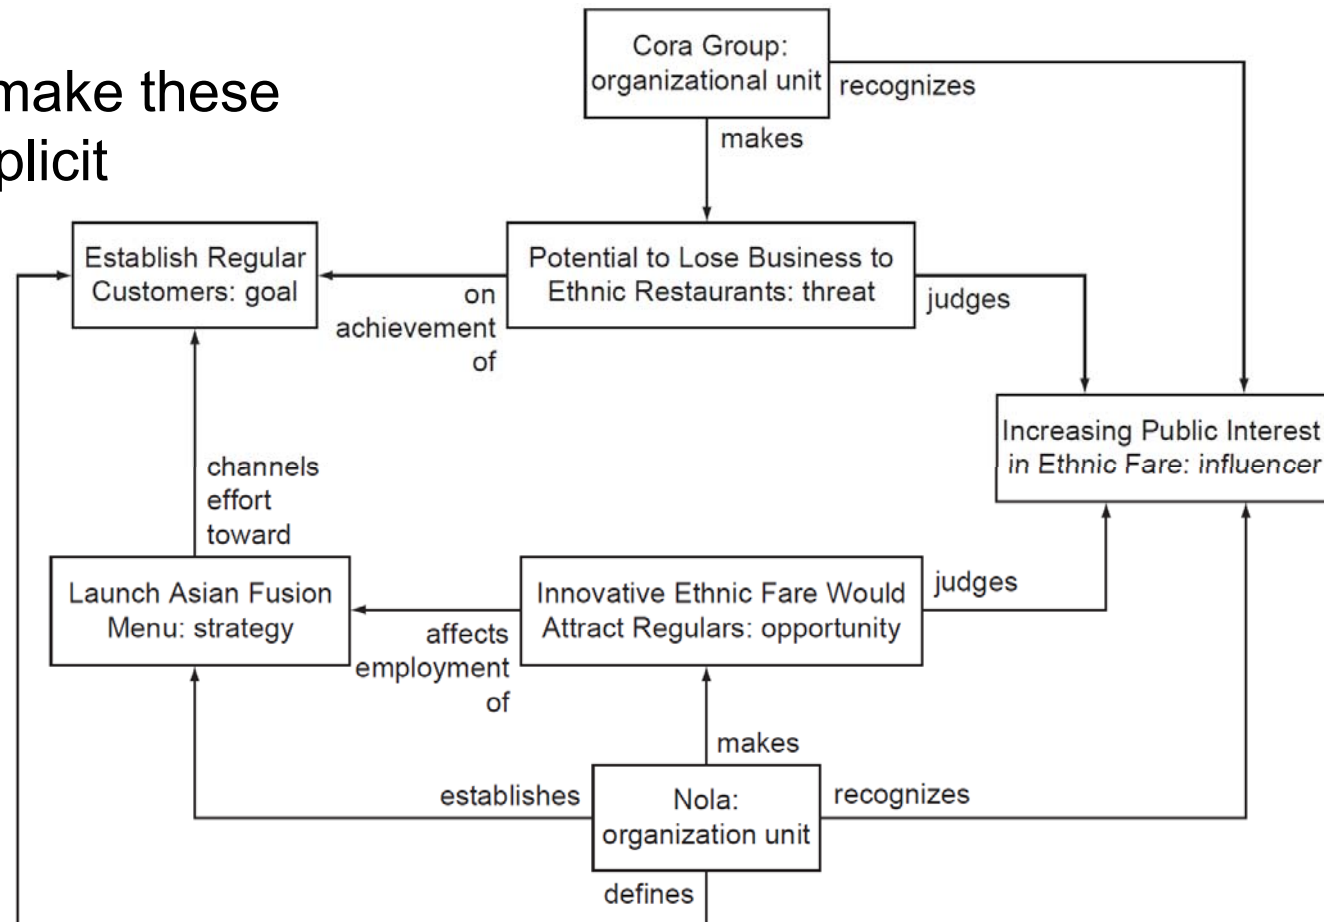 make these
plicit
Cora Group:
organizational unit
recognizes
makes
Establish Regular
Customers: goal
Potential to Lose Business to
Ethnic Restaurants: threat
on
achievement
of
judges
Increasing Public Interest
in Ethnic Fare: influencer
channels
effort
toward
Launch Asian Fusion
Menu: strategy
Innovative Ethnic Fare Would
Attract Regulars: opportunity
judges
affects
employment
of
makes
establishes
Nola:
organization unit
recognizes
defines